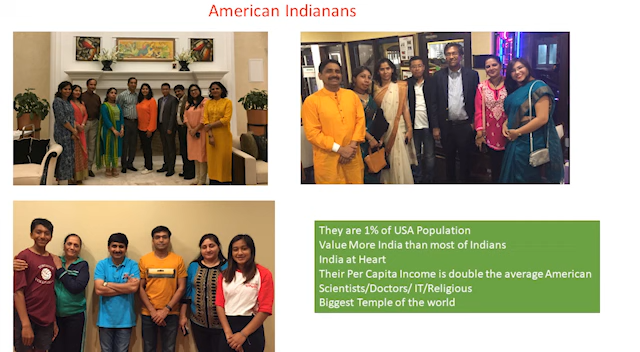 American Indianans
They are 1% of USA Population
Value More India than most of Indians
India at Heart
Their Per Capita Income is double the average American
Scientists/Doctors/ IT/Religious
Biggest Temple of the world